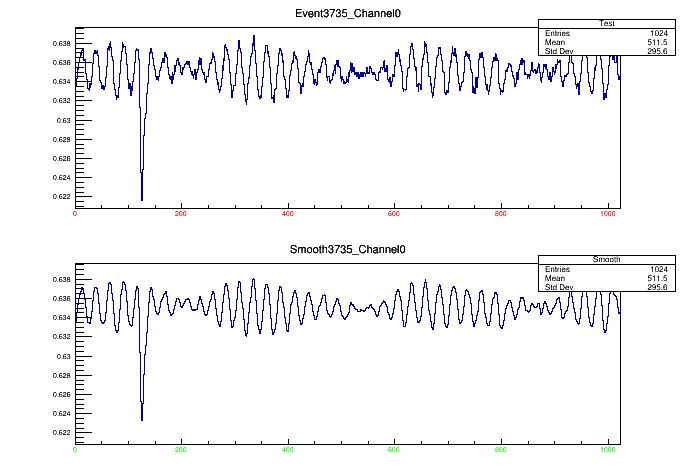 Event3735_Channel0
Test
Entries 1024
Mean 511.5
Std Dev 295.6
0.638
0.636
0.634
0.632
0.63
0.628
0.626
0.624
0.622
0 200 400 600 800 1000
Smooth3735_Channel0
Smooth
Entries 1024
Mean 511.5
Std Dev 295.6
0.638
0.636
0.634
0.632
0.63
0.628
0.626
0.624
0.622
0 200 400 600 800 1000